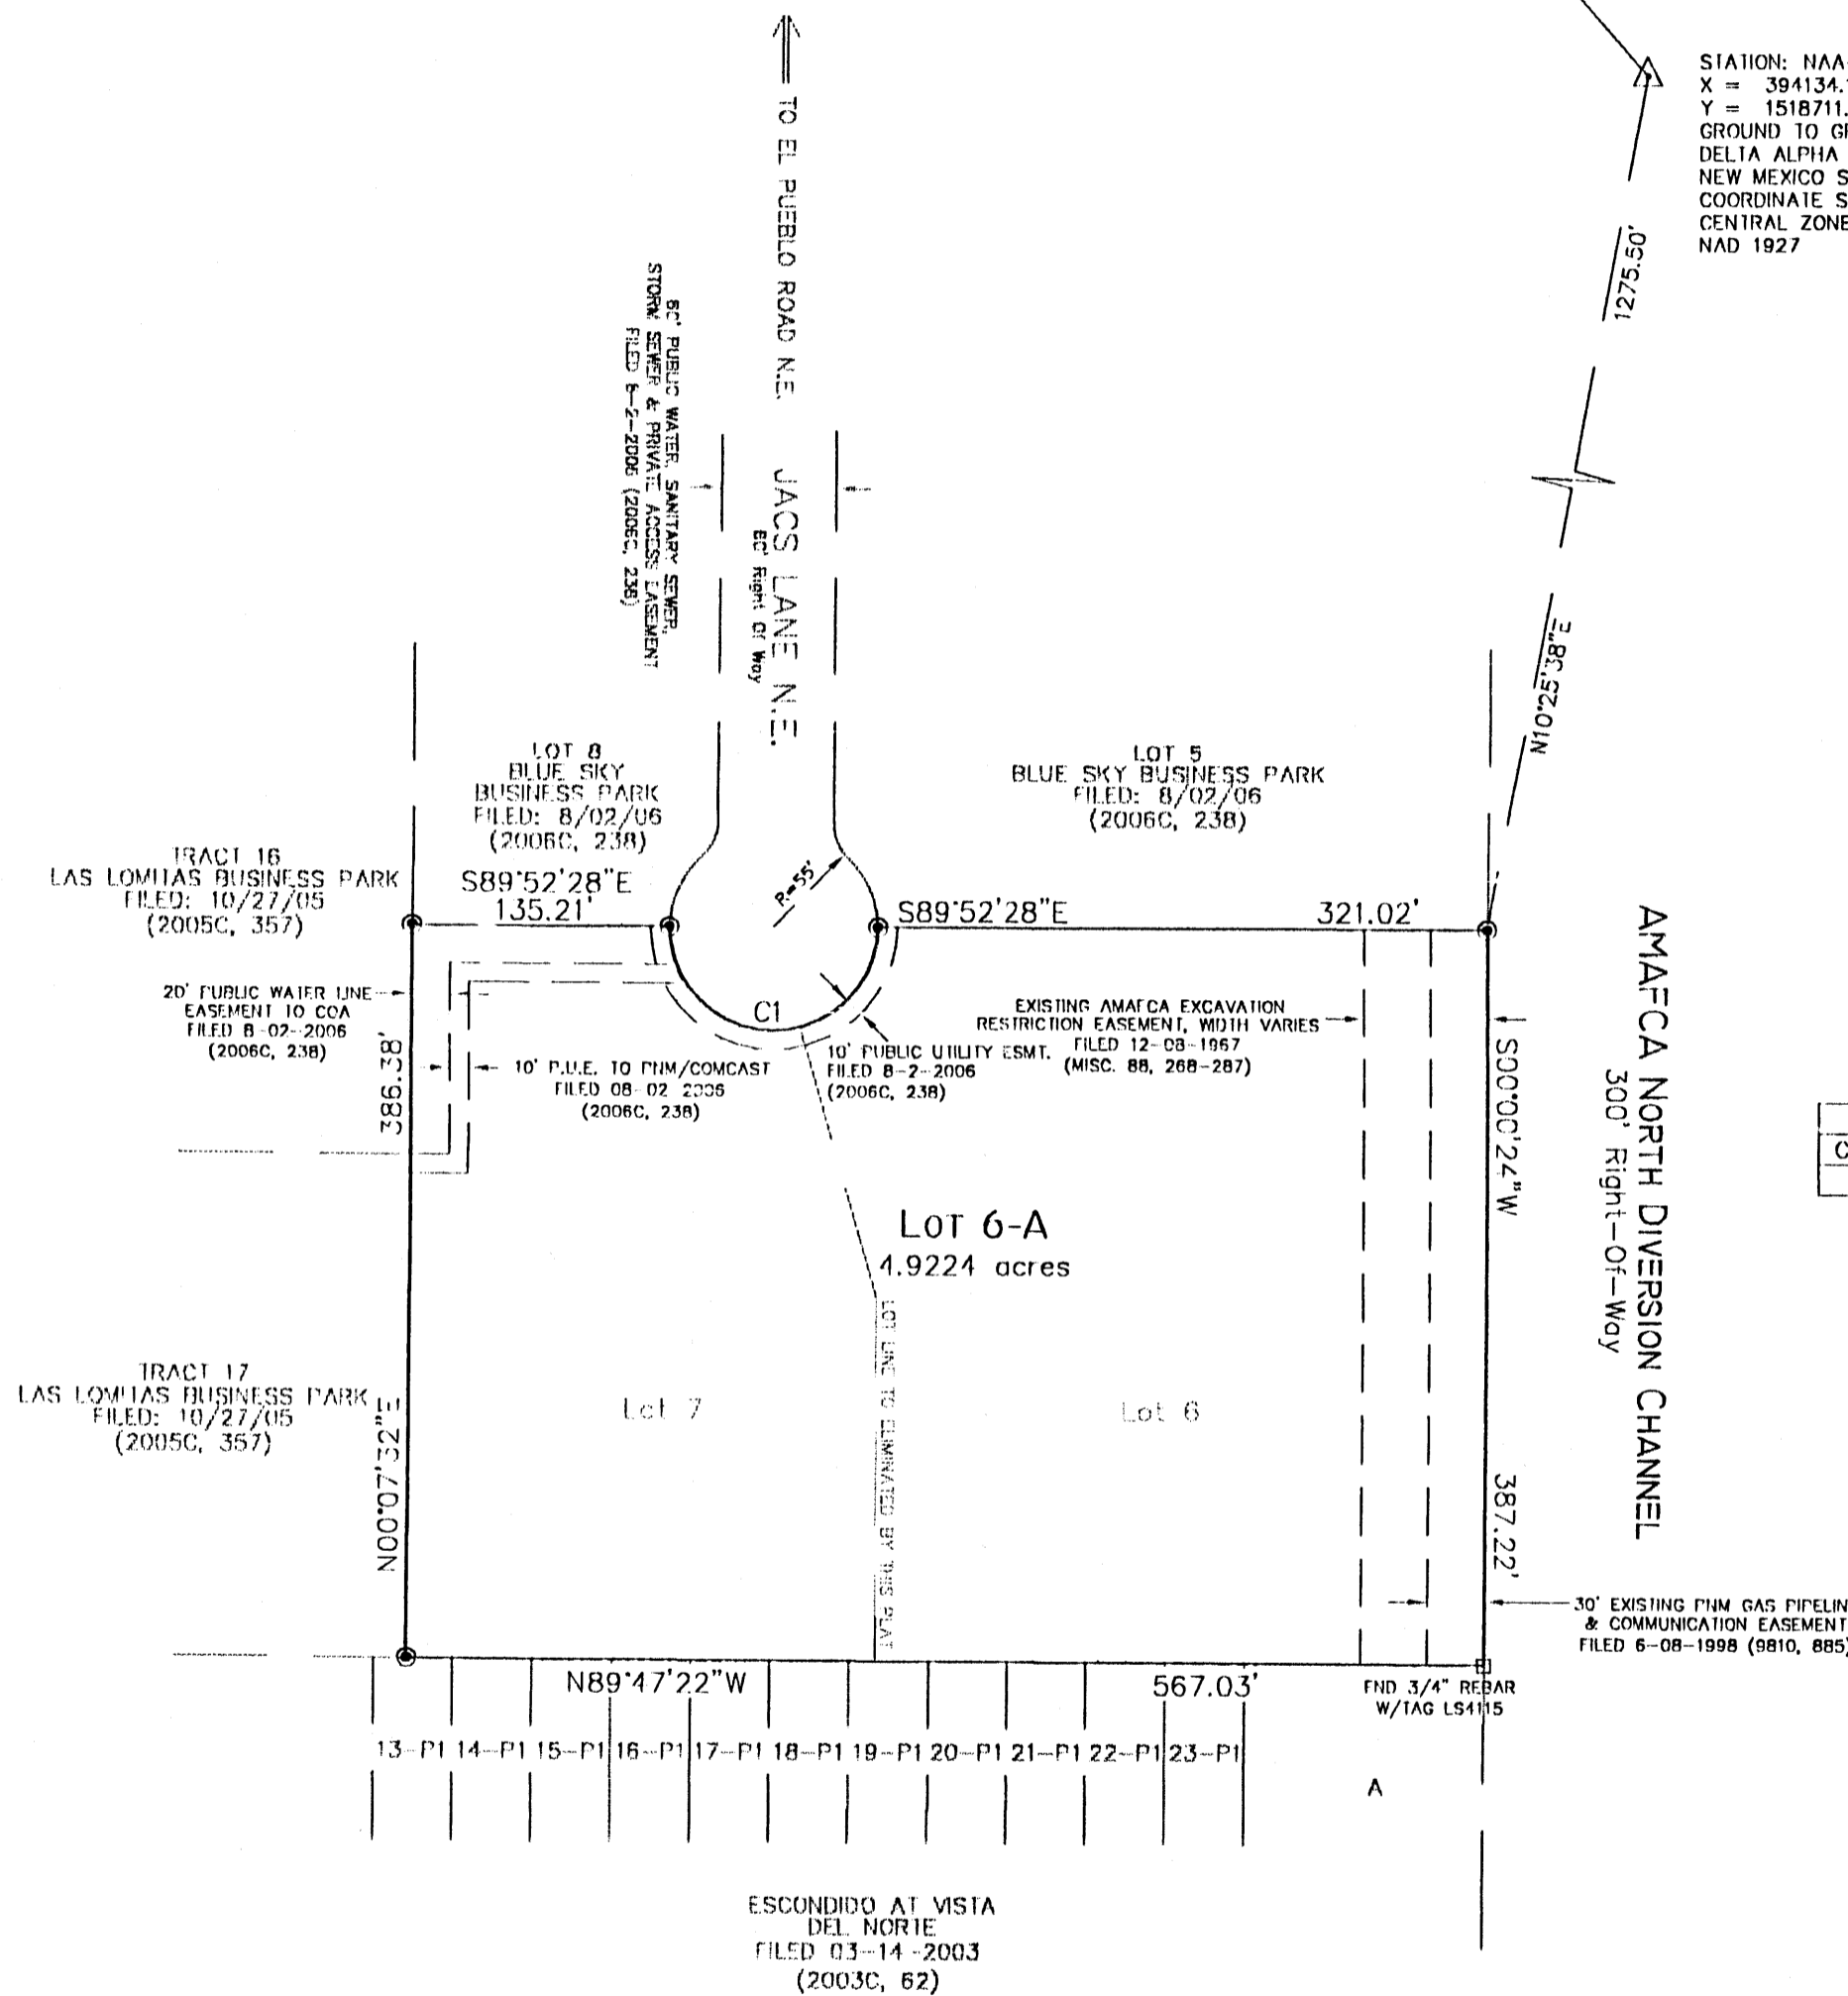 STATION: NAA
X = 394134.
Y = 1518711.
GROUND TO
DELTA ALPHA
NEW MEXICO S
COORDINATE S
CENTRAL ZONE
NAD 1927
1275.50'
N10°25'38"E
TO EL PUEBLO ROAD N.E.
JACS LANE N.E.
60' Right Of Way
60' PUBLIC WATER, SANITARY SEWER,
STORM SEWER & PRIVATE ACCESS EASEMENT
FILED 8-2-2006 (2006C, 238)
LOT 8
BLUE SKY
BUSINESS PARK
FILED: 8/02/06
(2006C, 238)
LOT 5
BLUE SKY BUSINESS PARK
FILED: 8/02/06
(2006C, 238)
R=55'
TRACT 16
LAS LOMITAS BUSINESS PARK
FILED: 10/27/05
(2005C, 357)
S89°52'28"E
135.21'
S89°52'28"E 321.02'
20' PUBLIC WATER LINE
EASEMENT TO COA
FILED 8-02-2006
(2006C, 238)
C1
10' P.U.E. TO PNM/COMCAST
FILED 08-02 2006
(2006C, 238)
10' PUBLIC UTILITY ESMT.
FILED 8-2-2006
(2006C, 238)
EXISTING AMAFCA EXCAVATION
RESTRICTION EASEMENT, WIDTH VARIES
FILED 12-08-1967
(MISC. 88, 268-287)
386.38'
N00°07'32"E
S00°00'24"W
387.22'
AMAFCA NORTH DIVERSION CHANNEL
300' Right-Of-Way
C
LOT 6-A
4.9224 acres
LOT LINE TO ELIMINATED BY THIS PLAT
Lot 7
Lot 6
TRACT 17
LAS LOMITAS BUSINESS PARK
FILED: 10/27/05
(2005C, 357)
30' EXISTING PNM GAS PIPELIN
& COMMUNICATION EASEMENT
FILED 6-08-1998 (9810, 885)
N89°47'22"W 567.03'
FND 3/4" REBAR
W/TAG LS4115
13-P1 14-P1 15-P1 16-P1 17-P1 18-P1 19-P1 20-P1 21-P1 22-P1 23-P1
A
ESCONDIDO AT VISTA
DEL NORTE
FILED 03-14-2003
(2003C, 62)